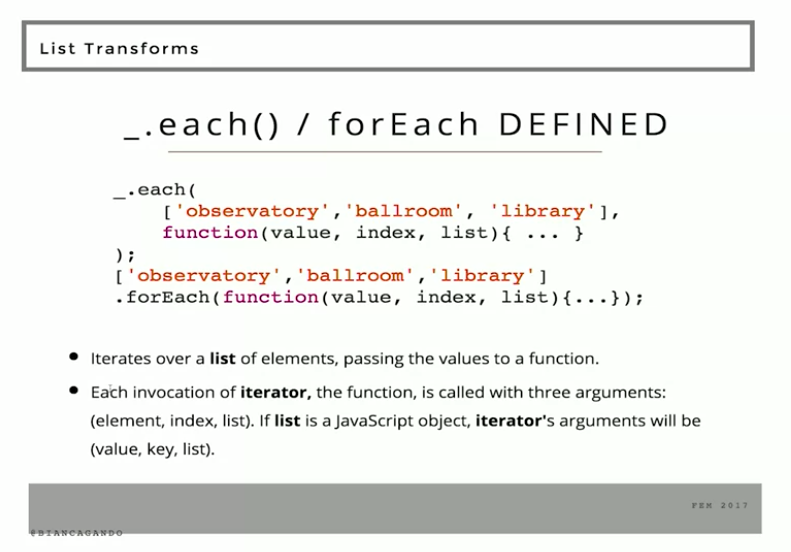 List Transforms
_.each() / forEach DEFINED
_.each(
['observatory','ballroom', 'library'],
function(value, index, list){ ... }
);
['observatory','ballroom','library']
.forEach(function(value, index, list){...});
• Iterates over a list of elements, passing the values to a function.
• Each invocation of iterator, the function, is called with three arguments:
(element, index, list). If list is a JavaScript object, iterator's arguments will be
(value, key, list).
FEM 2017
@BIANCAGANDO